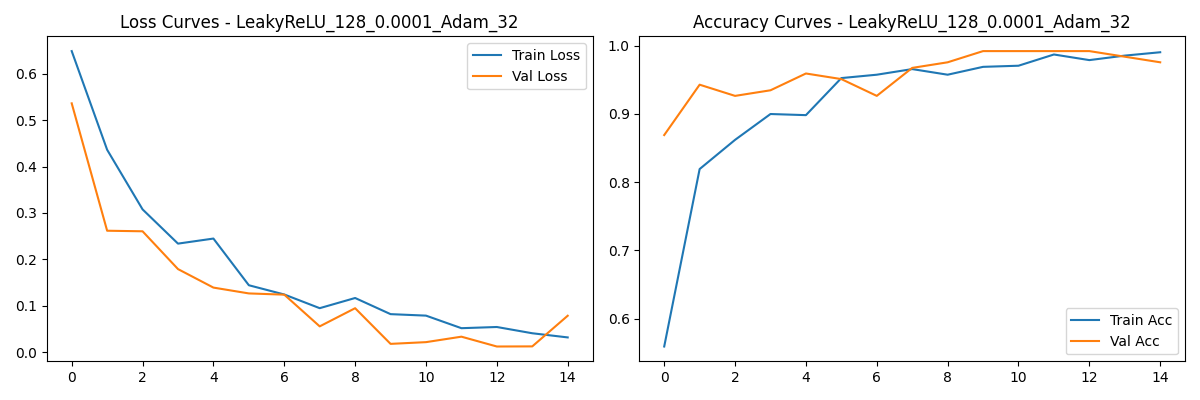 Loss Curves - LeakyReLU_128_0.0001_Adam_32
Train Loss
Val Loss
0.6
0.5
0.4
0.3
0.2
0.1
0.0
0 2 4 6 8 10 12 14
Accuracy Curves - LeakyReLU_128_0.0001_Adam_32
1.0
0.9
0.8
0.7
0.6
Train Acc
Val Acc
0 2 4 6 8 10 12 14